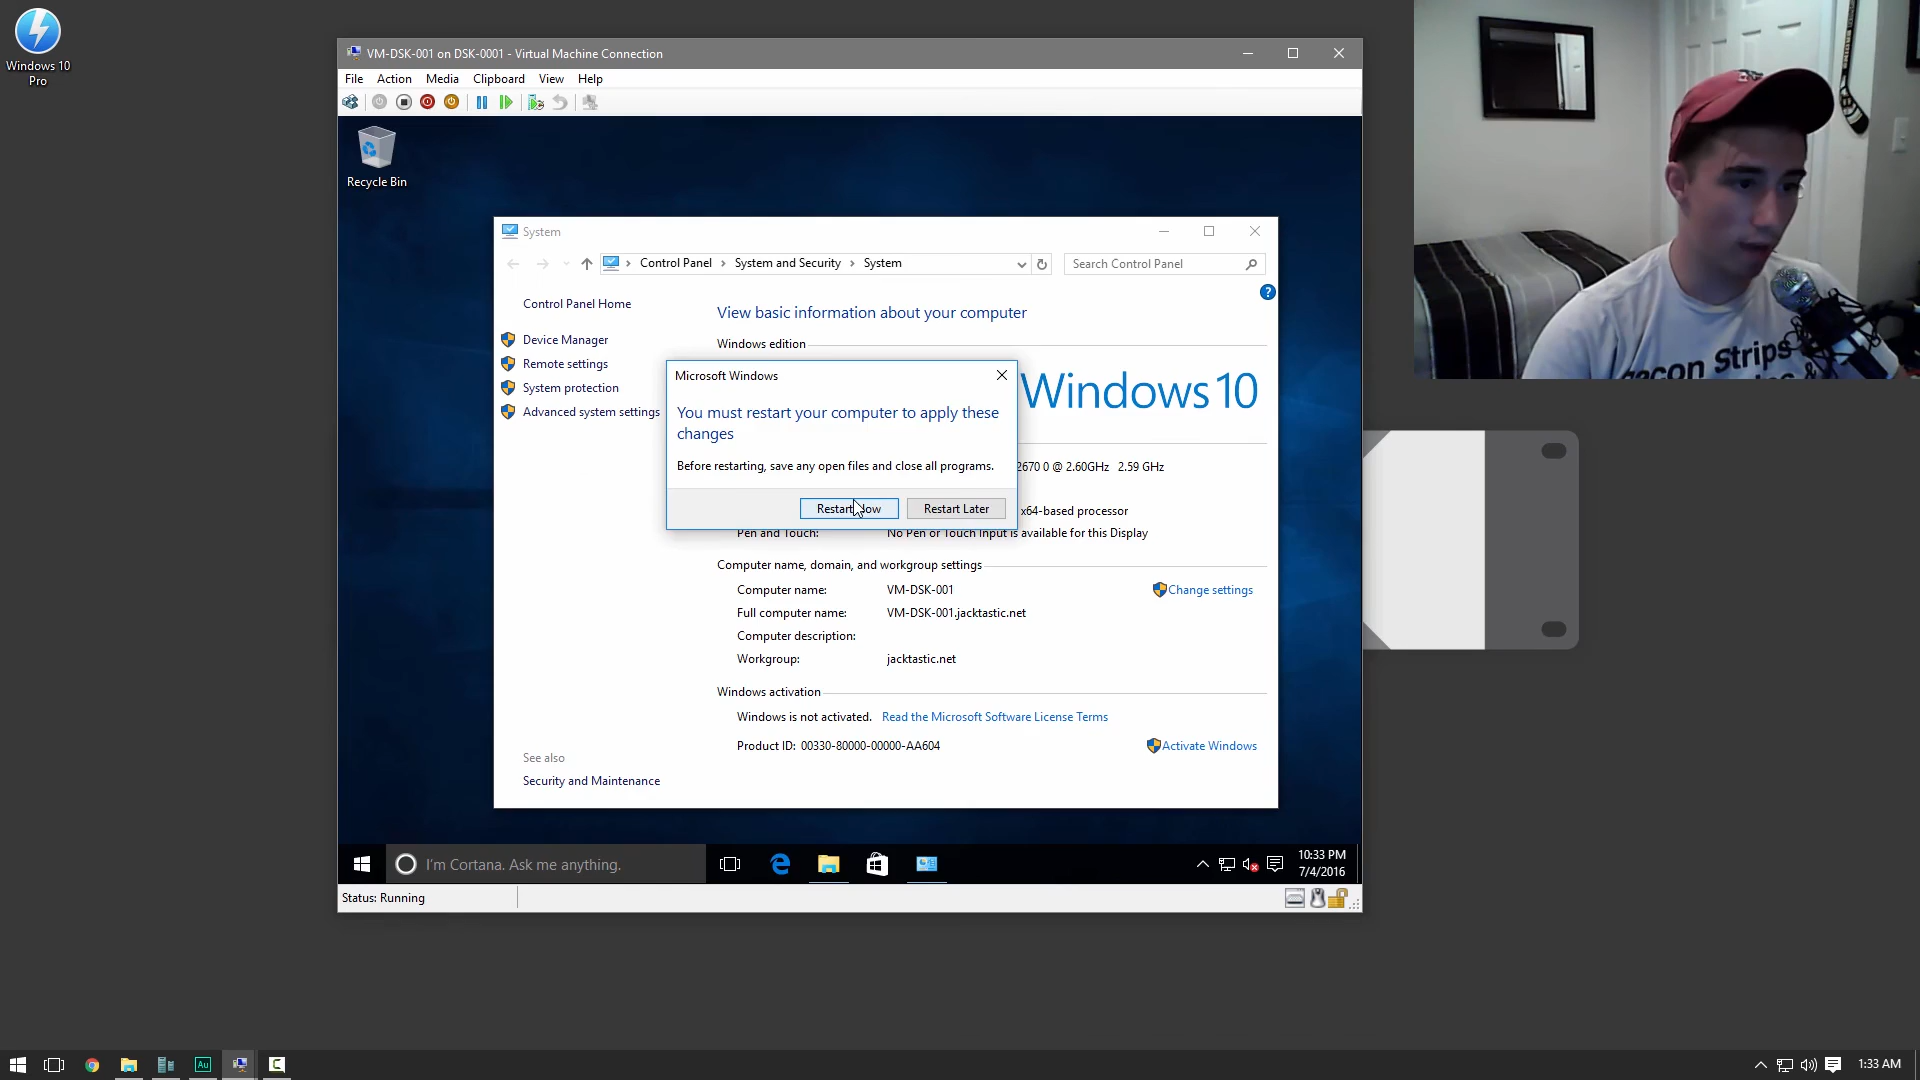 Windows 10
Pro
VM-DSK-001 on DSK-0001 - Virtual Machine Connection
File Action Media Clipboard View Help
Recycle Bin
System
Control Panel System and Security System
Search Control Panel
Control Panel Home
Device Manager
Remote settings
System protection
Advanced system settings
View basic information about your computer
Windows edition
Windows 10
Microsoft Windows
You must restart your computer to apply these
changes
Before restarting, save any open files and close all programs.
Restart Now
Restart Later
2670 0 @ 2.60GHz 2.59 GHz
x64-based processor
Pen and Touch: No Pen or Touch Input is available for this Display
Computer name, domain, and workgroup settings
Computer name: VM-DSK-001
Change settings
Full computer name: VM-DSK-001.jacktastic.net
Computer description:
Workgroup: jacktastic.net
Windows activation
Windows is not activated. Read the Microsoft Software License Terms
Product ID: 00330-80000-00000-AA604
Activate Windows
See also
Security and Maintenance
I'm Cortana. Ask me anything.
10:33 PM
7/4/2016
Status: Running
Au
1:33 AM
Strips